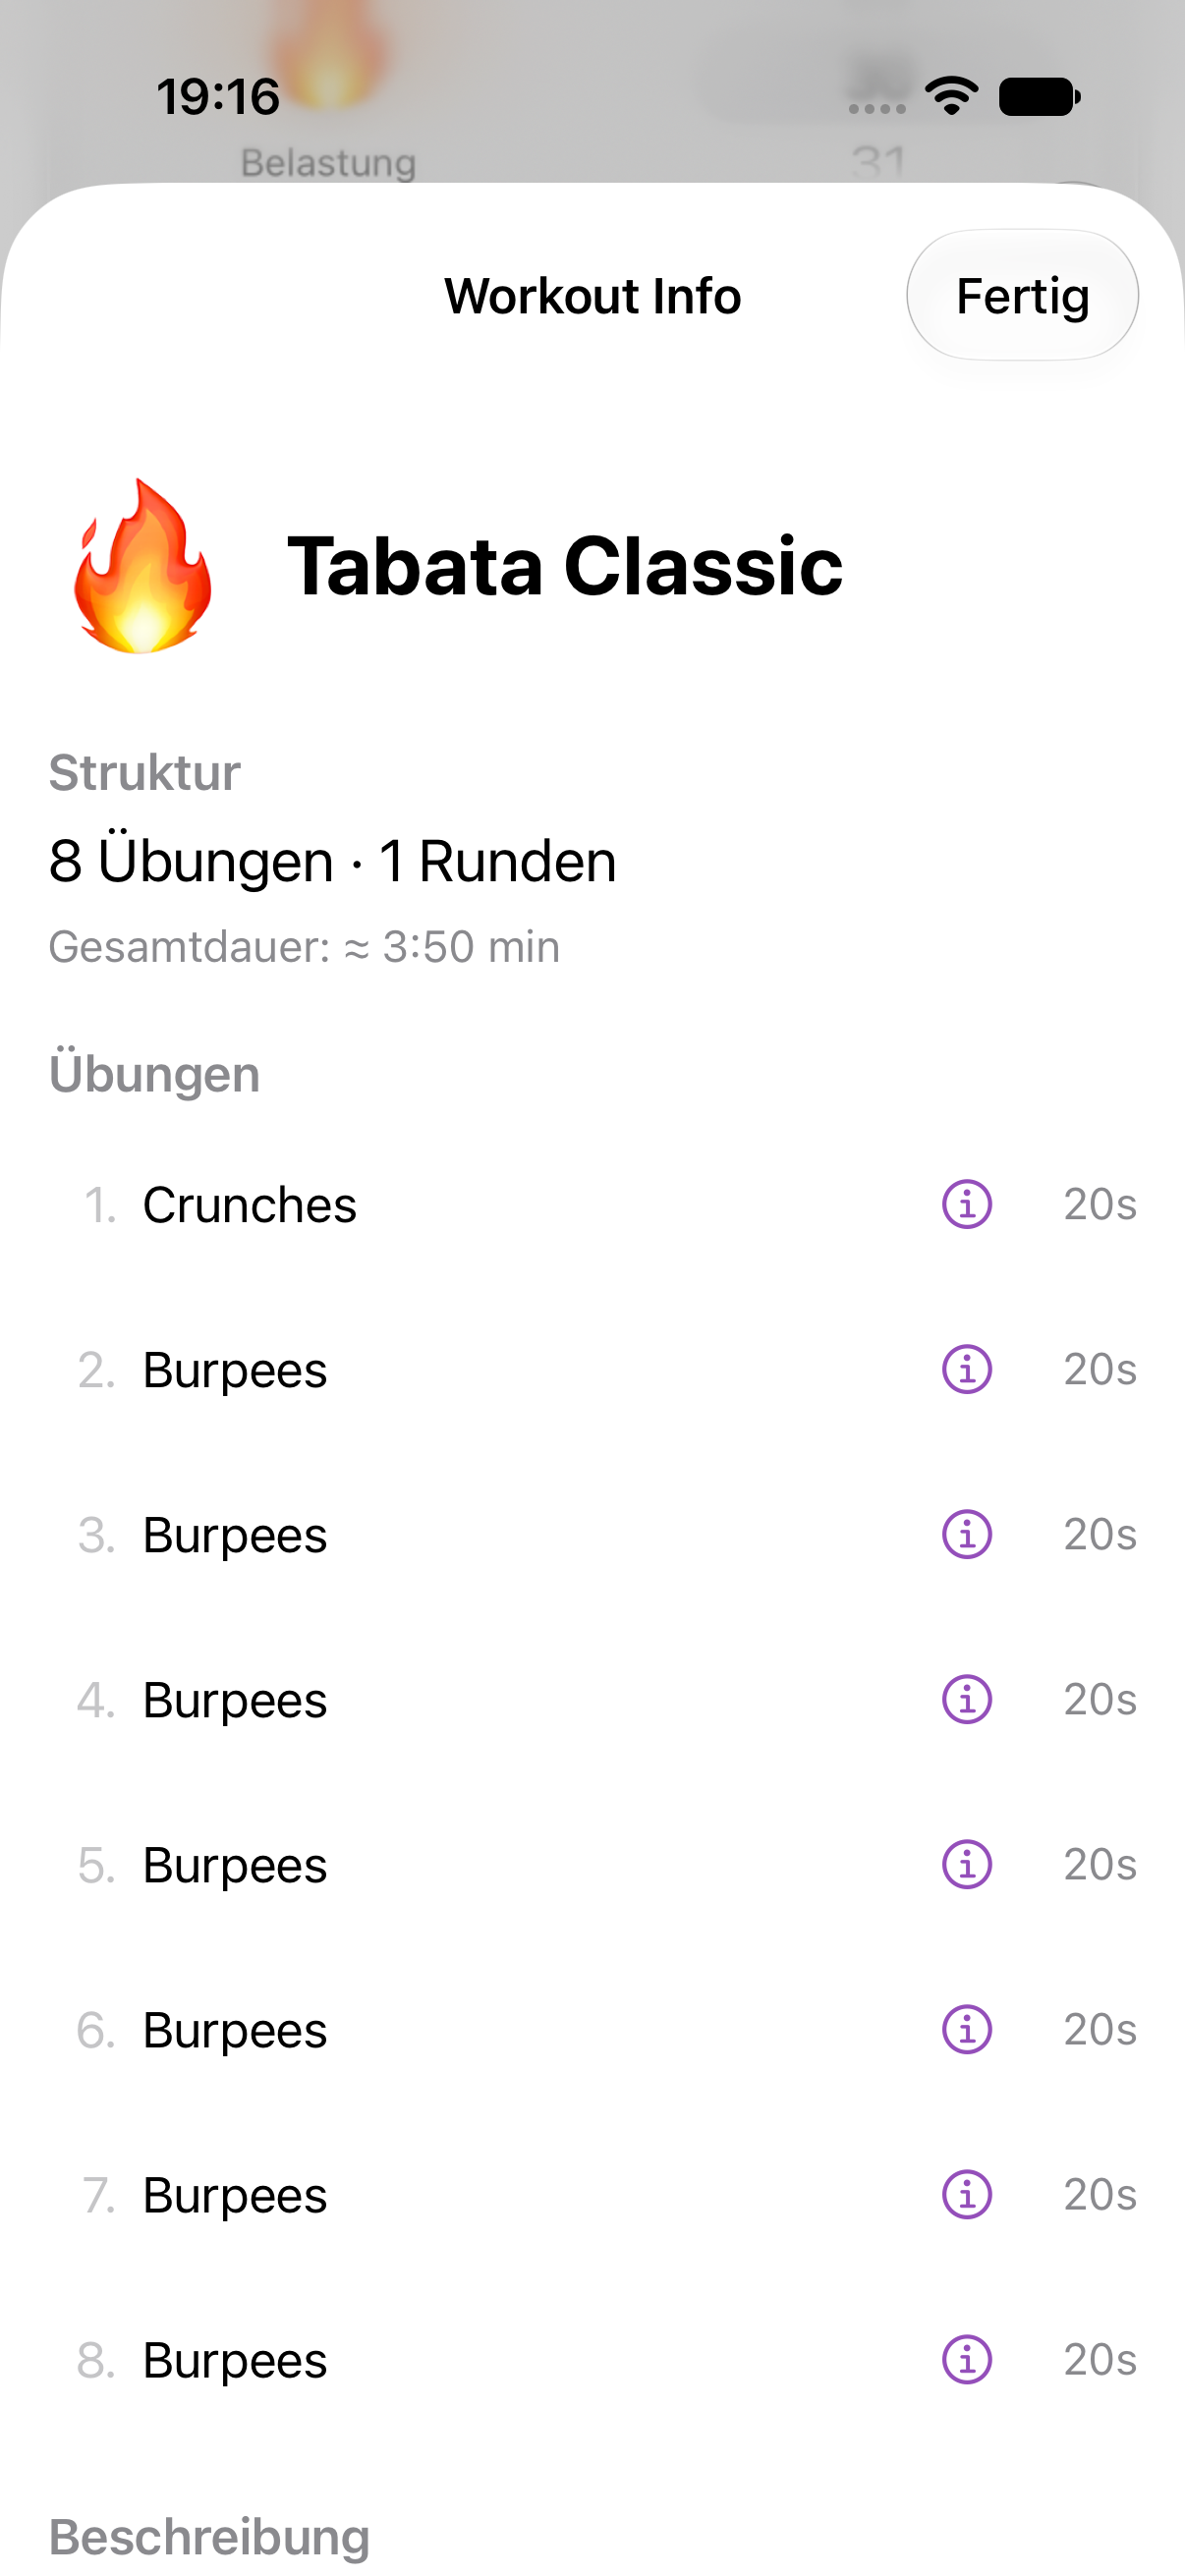 19:16
Belastung
31
Workout Info
Fertig
Tabata Classic
Struktur
8 Übungen · 1 Runden
Gesamtdauer: ≈ 3:50 min
Übungen
1. Crunches 20s
2. Burpees 20s
3. Burpees 20s
4. Burpees 20s
5. Burpees 20s
6. Burpees 20s
7. Burpees 20s
8. Burpees 20s
Beschreibung